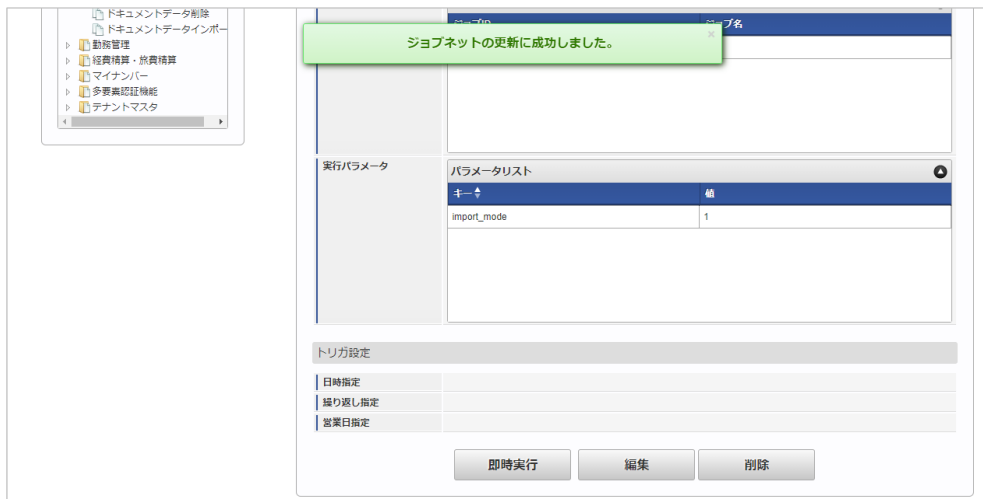 ドキュメントデータ削除
ドキュメントデータインポー
勤務管理
経費精算・旅費精算
マイナンバー
多要素認証機能
テナントマスタ
ジョブID
ジョブ名
ジョブネットの更新に成功しました。
×
実行パラメータ
パラメータリスト
キー
値
import_mode
1
トリガ設定
日時指定
繰り返し指定
営業日指定
即時実行
編集
削除